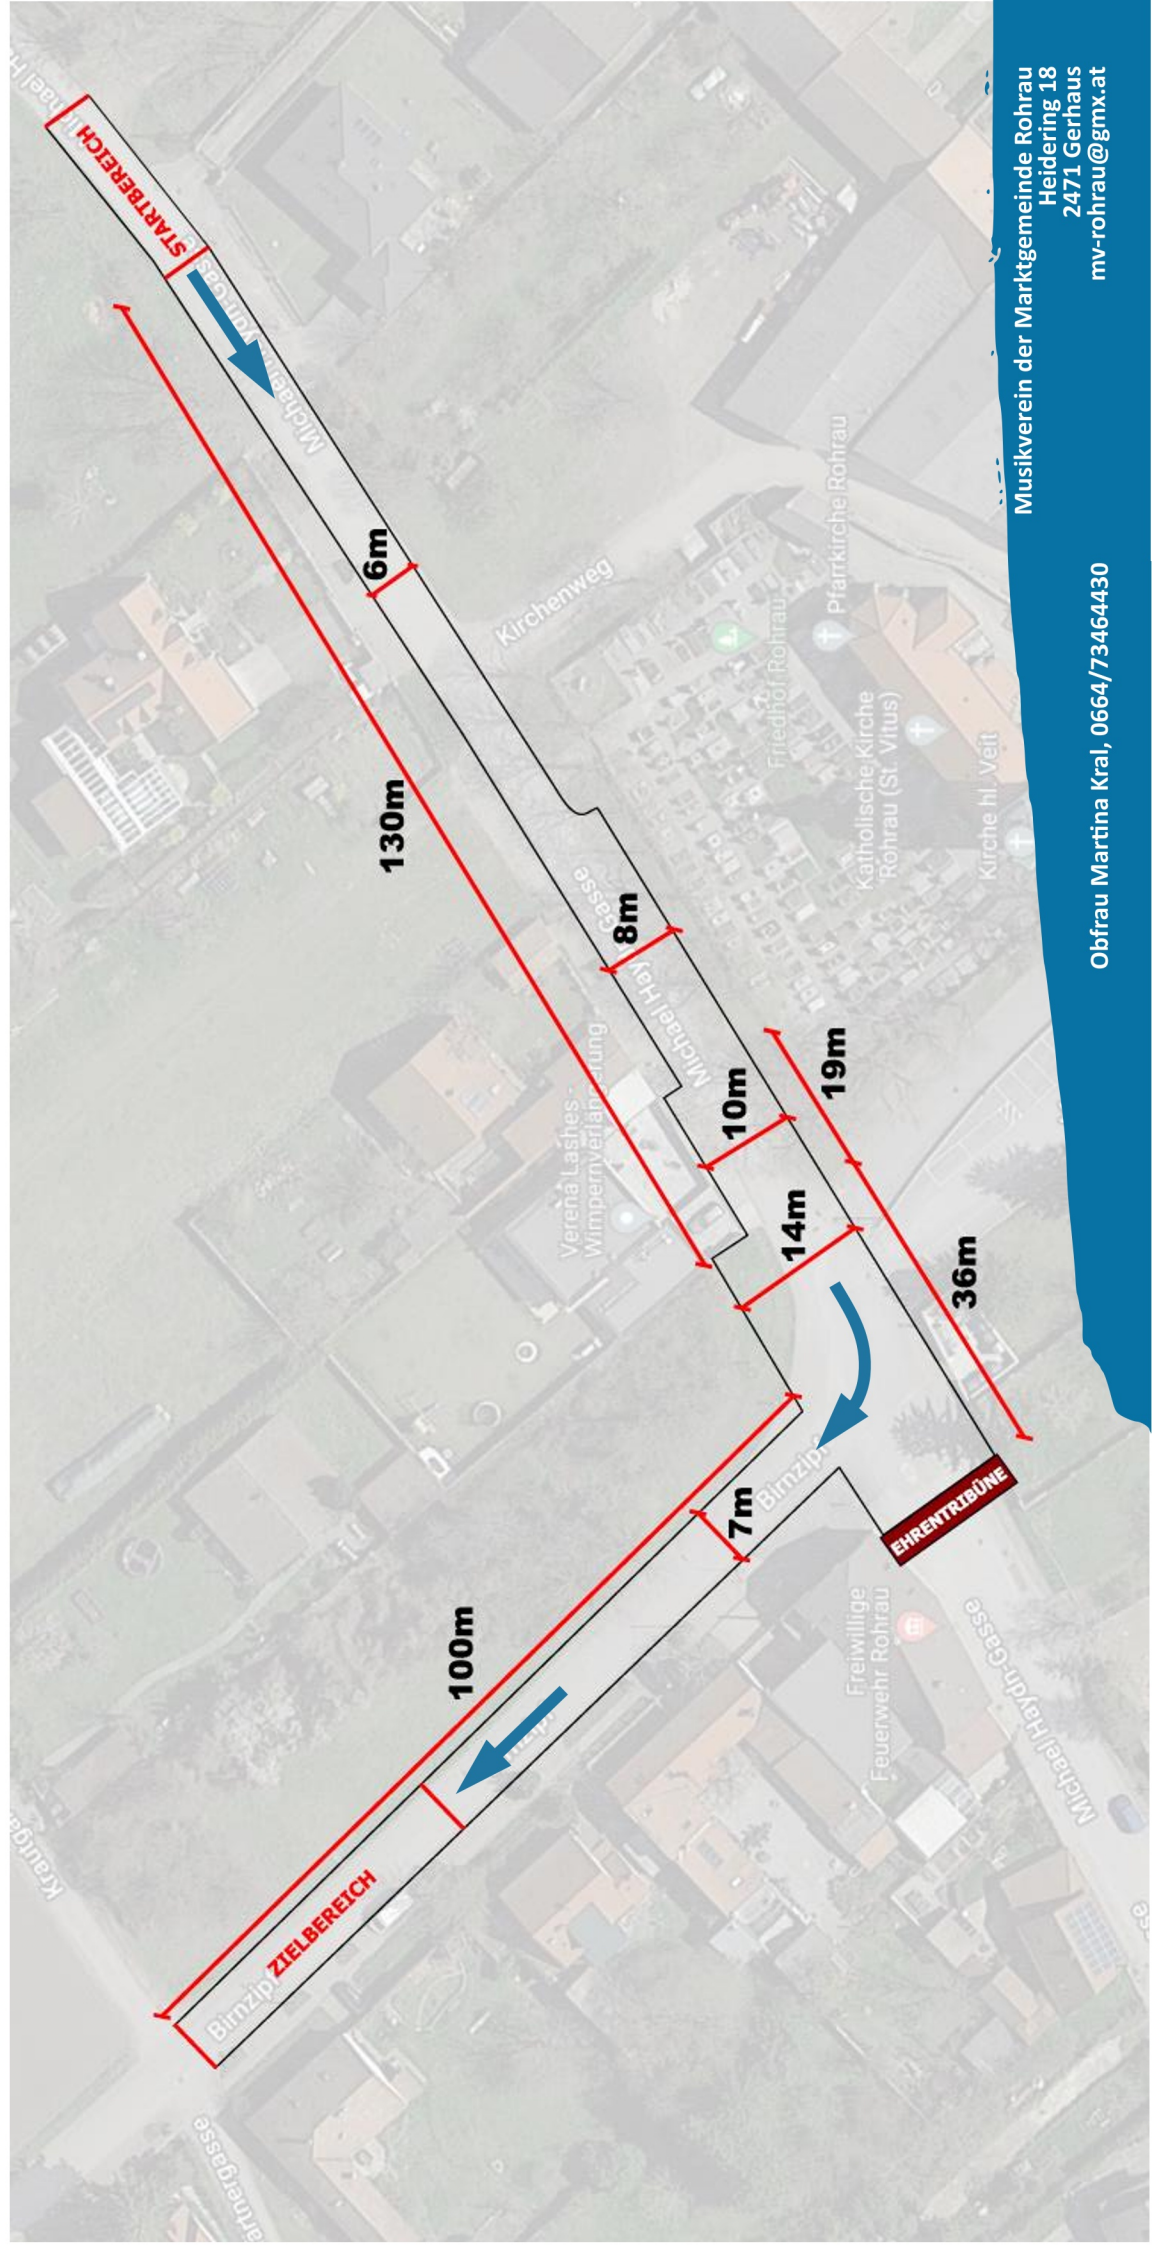 STARTBEREICH
Michael Haydn-Gasse
6m
130m
Kirchenweg
8m
Michael Haydn-Gasse
10m
19m
14m
36m
Verena Lashes -
Wimpernverlängerung
Friedhof Rohrau
Pfarrkirche Rohrau
Katholische Kirche
Rohrau (St. Vitus)
Kirche hl. Veit
Birnzipf
7m
EHRENTRIBÜNE
Freiwillige
Feuerwehr Rohrau
Michael Haydn-Gasse
100m
ZIELBEREICH
Birnzipf
Musikverein der Marktgemeinde Rohrau
Heidering 18
2471 Gerhaus
mv-rohrau@gmx.at
Obfrau Martina Kral, 0664/73464430